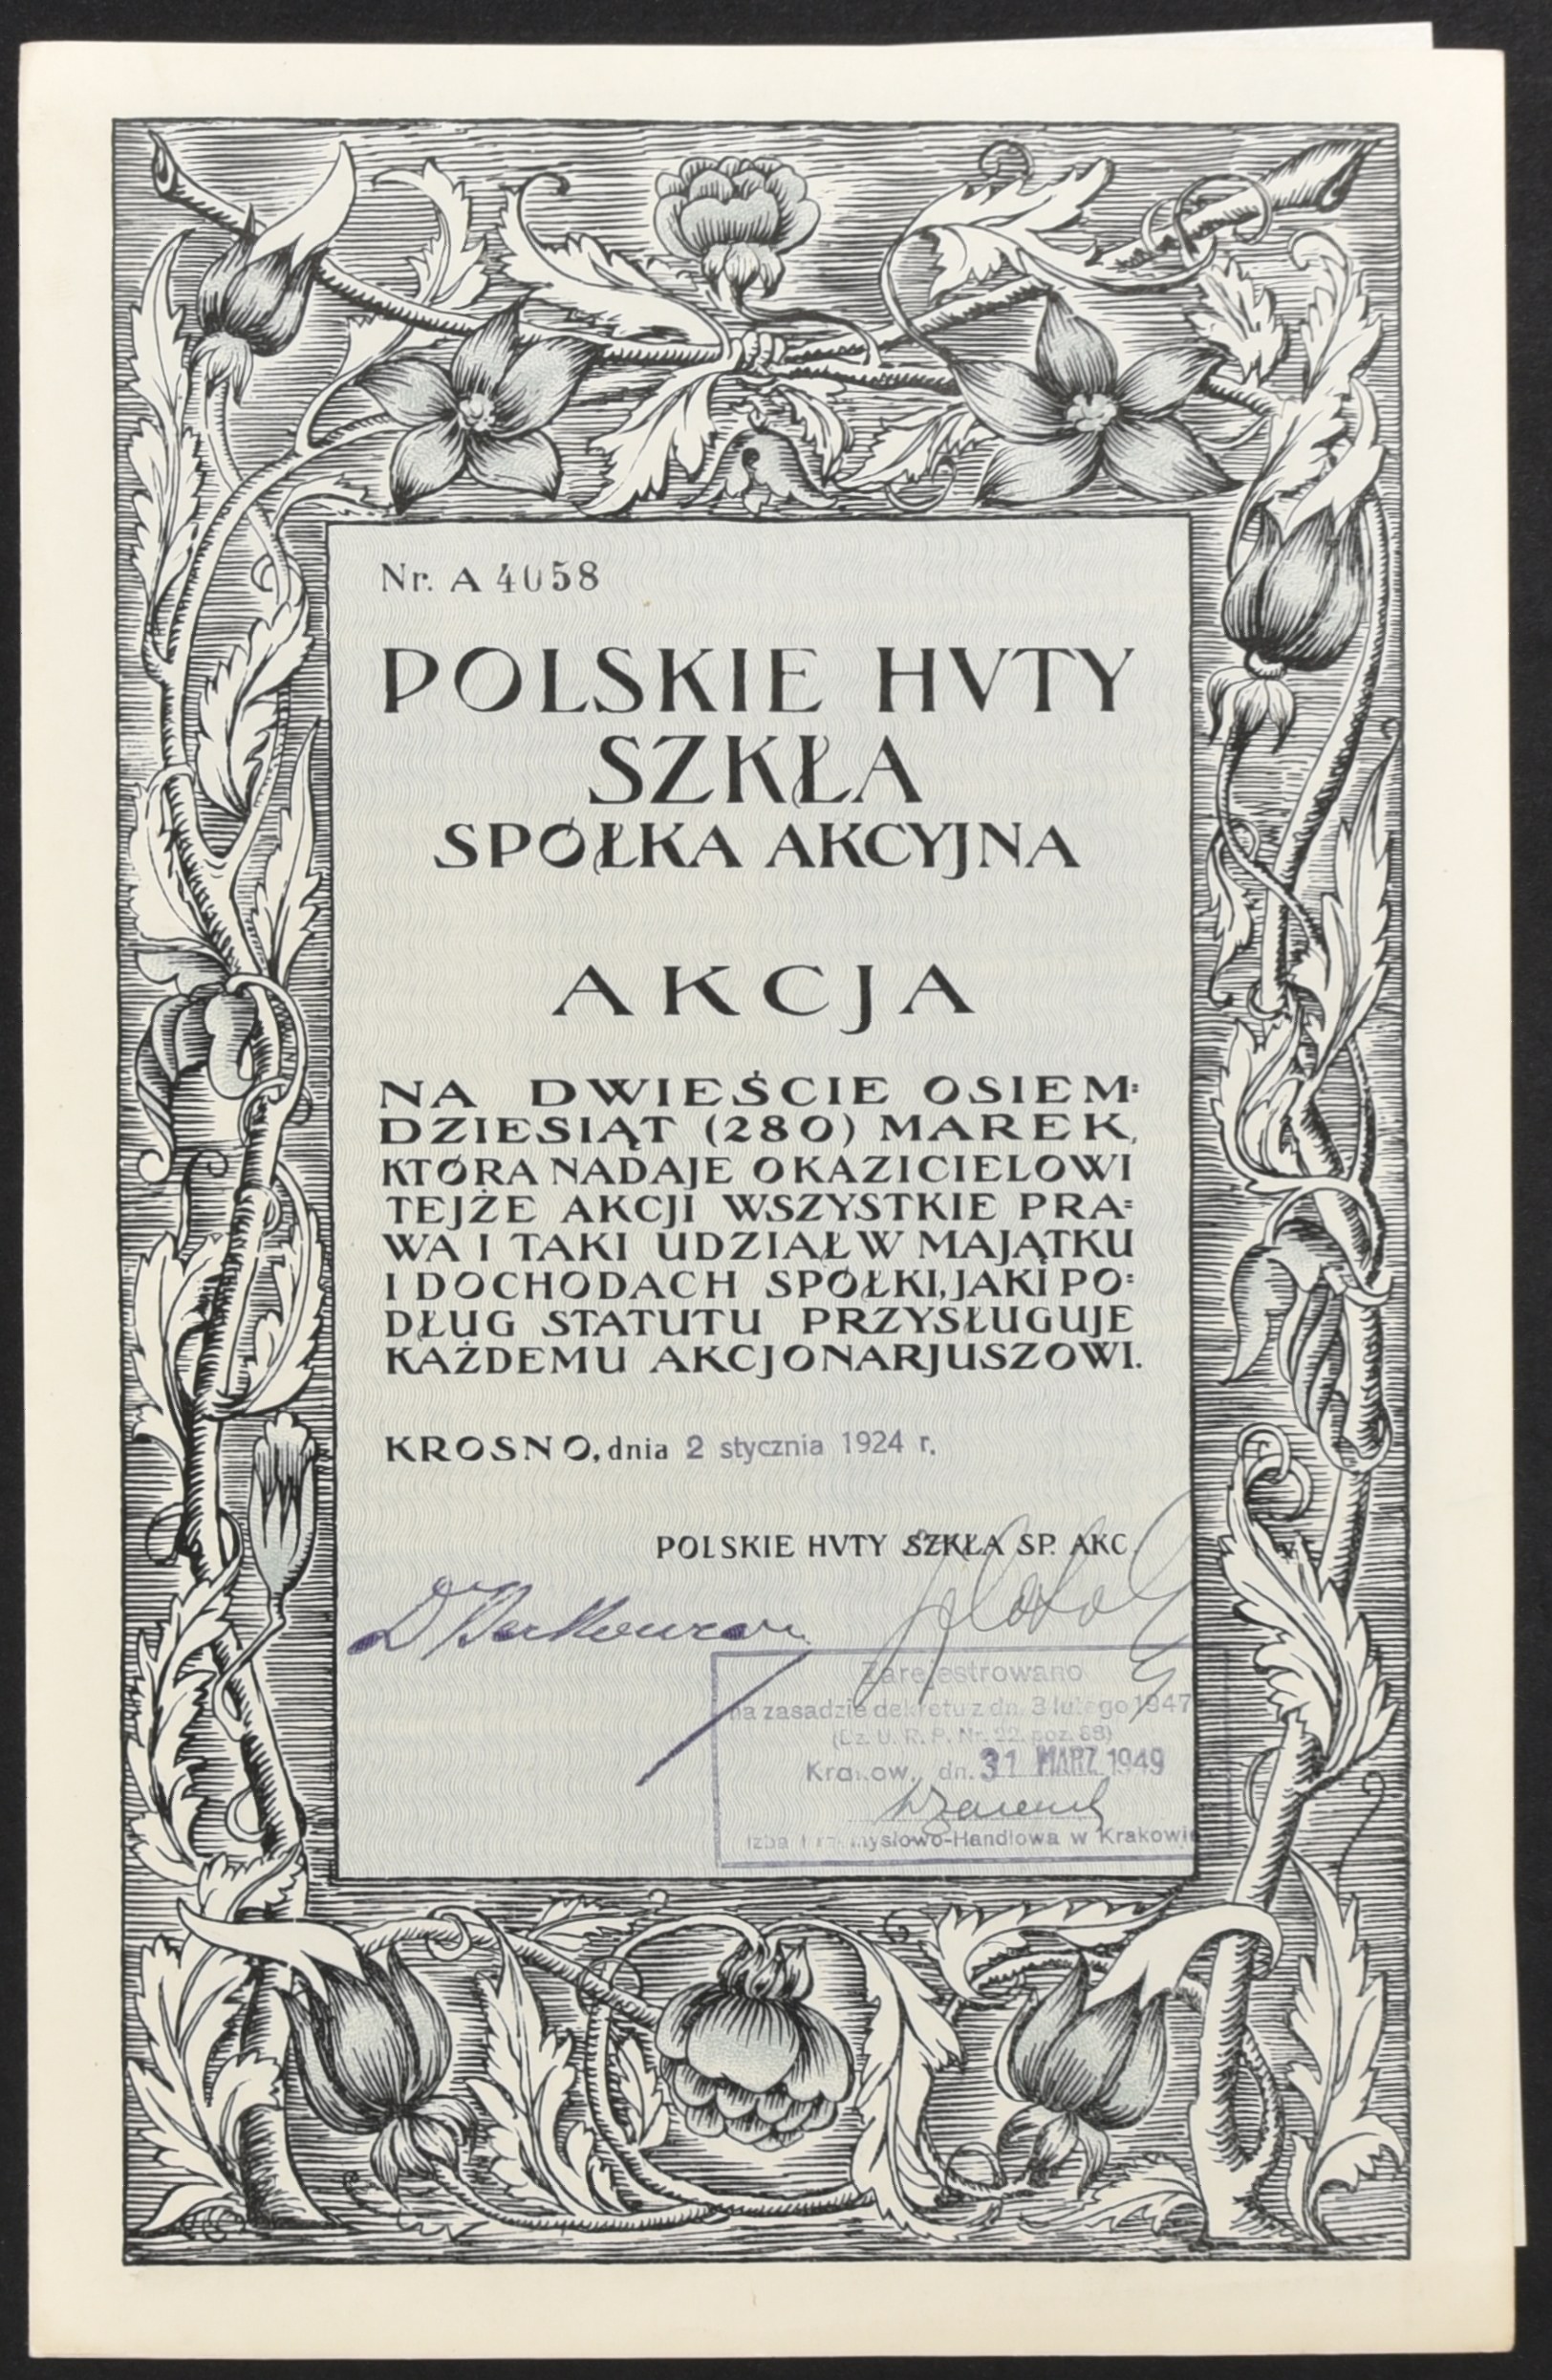 Nr. A 4058
POLSKIE HVTY
SZKŁA
SPÓŁKA AKCYJNA
AKCJA
NA DWIEŚCIE OSIEM=
DZIESIĄT (280) MAREK,
KTÓRA NADAJE OKAZICIELOWI
TEJŻE AKCJI WSZYSTKIE PRA=
WA I TAKI UDZIAŁ W MAJĄTKU
I DOCHODACH SPÓŁKI, JAKI PO=
DŁUG STATUTU PRZYSŁUGUJE
KAŻDEMU AKCJONARJUSZOWI.
KROSNO, dnia 2 stycznia 1924 r.
POLSKIE HVTY SZKŁA SP. AKC.
Zarejestrowano
na zasadzie dekretu z dn. 3 lutego 1947
(Dz. U. R. P. Nr. 22. poz. 88)
Krakow, dn. 31 MARZ 1949
Izba Przemysłowo-Handlowa w Krakowie